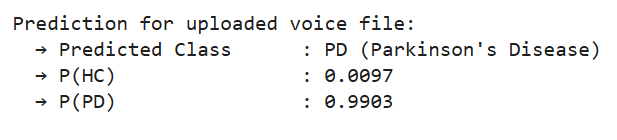 Prediction for uploaded voice file:
→ Predicted Class : PD (Parkinson's Disease)
→ P(HC) : 0.0097
→ P(PD) : 0.9903